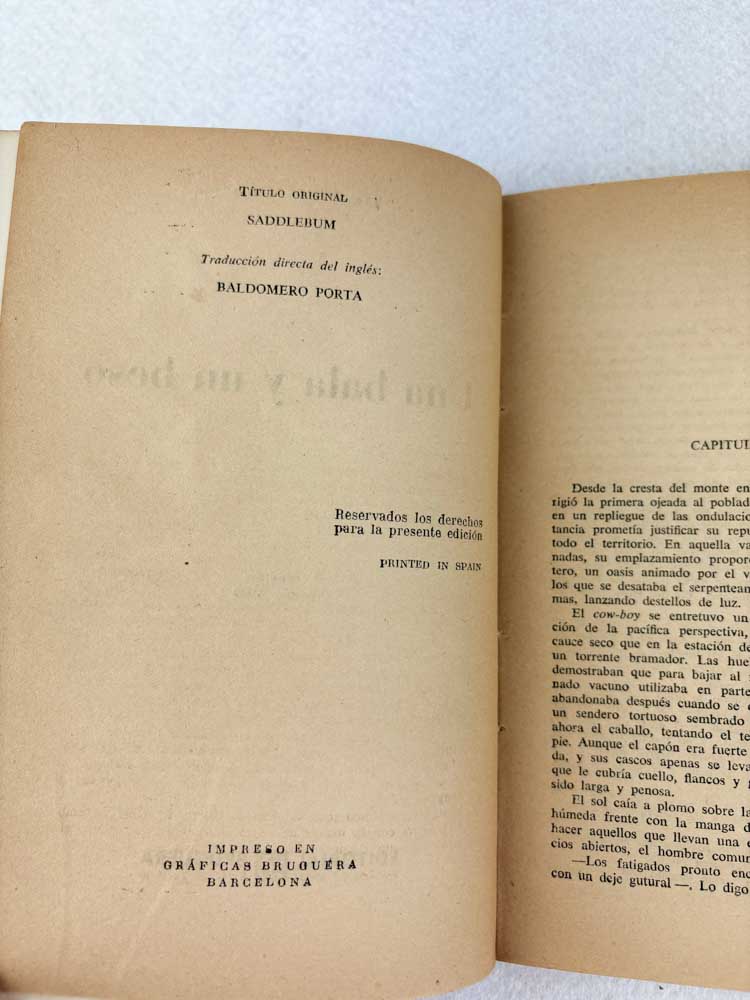 TÍTULO ORIGINAL
SADDLEBUM
Traducción directa del inglés:
BALDOMERO PORTA
Una bala y un beso
Reservados los derechos
para la presente edición
PRINTED IN SPAIN
IMPRESO EN
GRÁFICAS BRUGUERA
BARCELONA
CAPITUL
Desde la cresta del monte en
rigió la primera ojeada al poblad
en un repliegue de las ondulacio
tancia prometía justificar su repu
todo el territorio. En aquella va
nadas, su emplazamiento propor
tero, un oasis animado por el v
los que se desataba el serpentean
mas, lanzando destellos de luz.
El cow-boy se entretuvo un
ción de la pacífica perspectiva,
cauce seco que en la estación de
un torrente bramador. Las hue
demostraban que para bajar al
nado vacuno utilizaba en parte
abandonaba después cuando se
un sendero tortuoso sembrado
ahora el caballo, tentando el te
pie. Aunque el capón era fuerte
da, y sus cascos apenas se leva
que le cubría cuello, flancos y
sido larga y penosa.
El sol caía a plomo sobre la
húmeda frente con la manga d
hacer aquellos que llevan una
cios abiertos, el hombre comun
—Los fatigados pronto enc
con un deje gutural—. Lo digo